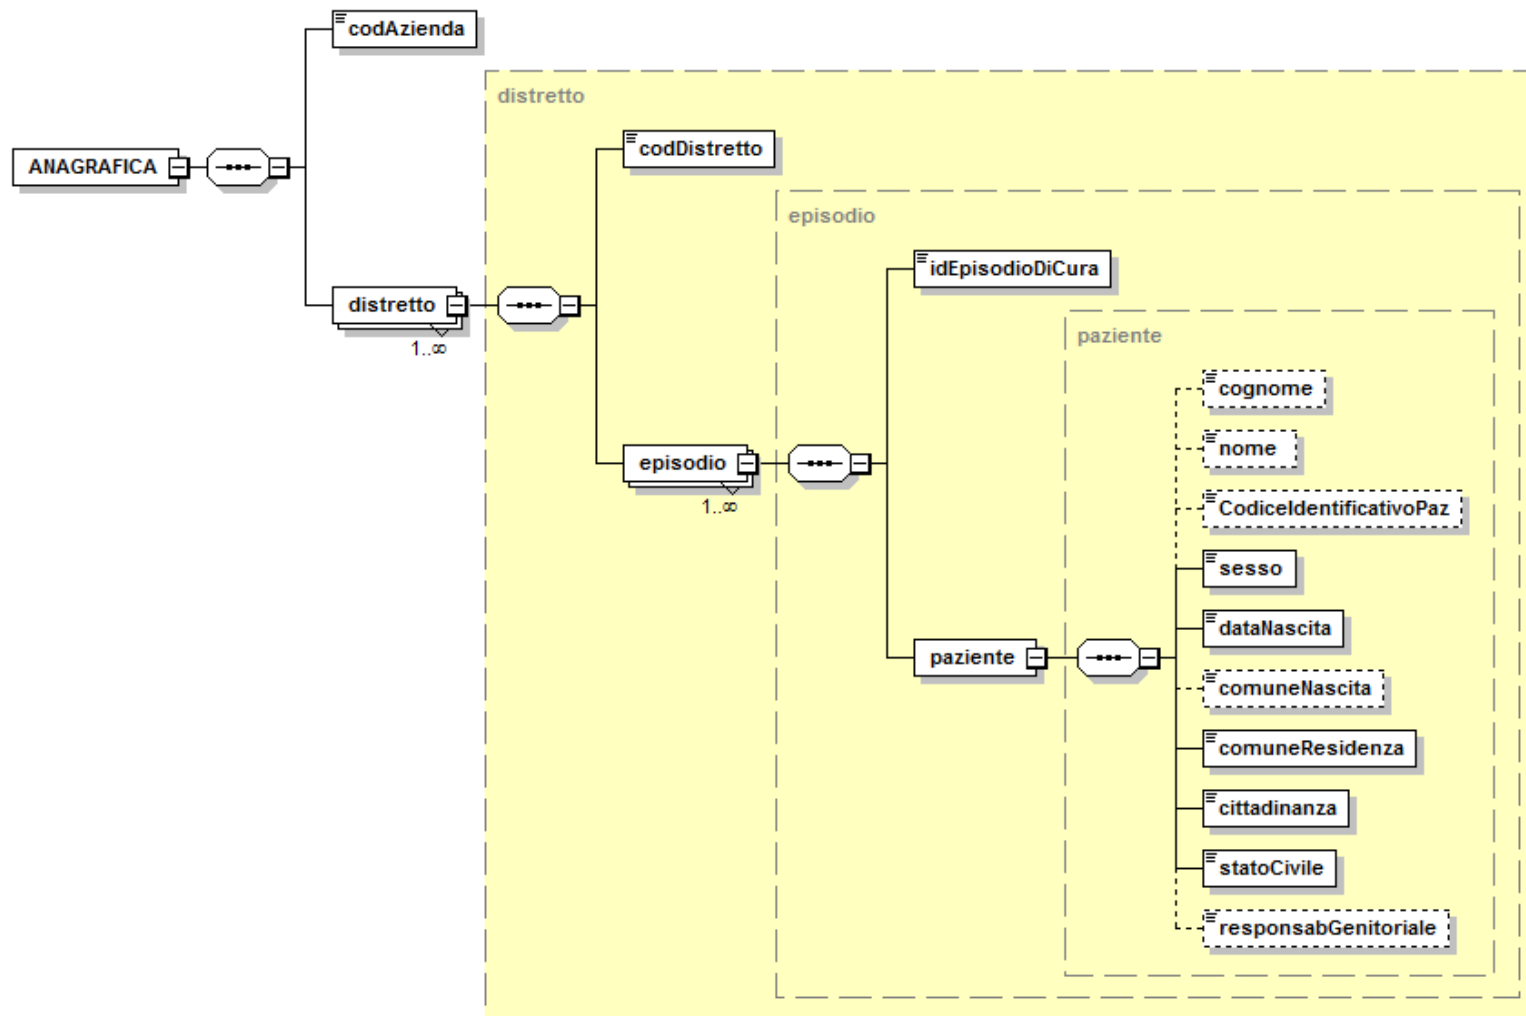 codAzienda
distretto
codDistretto
ANAGRAFICA
episodio
idEpisodioDiCura
distretto
1..∞
paziente
cognome
nome
episodio
1..∞
CodiceIdentificativoPaz
sesso
dataNascita
paziente
comuneNascita
comuneResidenza
cittadinanza
statoCivile
responsabGenitoriale